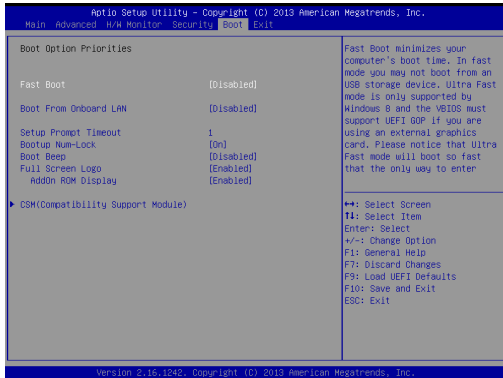 Aptio Setup Utility – Copyright (C) 2013 American Megatrends, Inc.
Main Advanced H/W Monitor Security Boot Exit
Boot Option Priorities
Fast Boot [Disabled]
Boot From Onboard LAN [Disabled]
Setup Prompt Timeout 1
Bootup Num-Lock [On]
Boot Beep [Disabled]
Full Screen Logo [Enabled]
AddOn ROM Display [Enabled]
CSM(Compatibility Support Module)
Fast Boot minimizes your
computer's boot time. In fast
mode you may not boot from an
USB storage device. Ultra Fast
mode is only supported by
Windows 8 and the VBIOS must
support UEFI GOP if you are
using an external graphics
card. Please notice that Ultra
Fast mode will boot so fast
that the only way to enter
↔: Select Screen
↑↓: Select Item
Enter: Select
+/-: Change Option
F1: General Help
F7: Discard Changes
F9: Load UEFI Defaults
F10: Save and Exit
ESC: Exit
Version 2.16.1242. Copyright (C) 2013 American Megatrends, Inc.